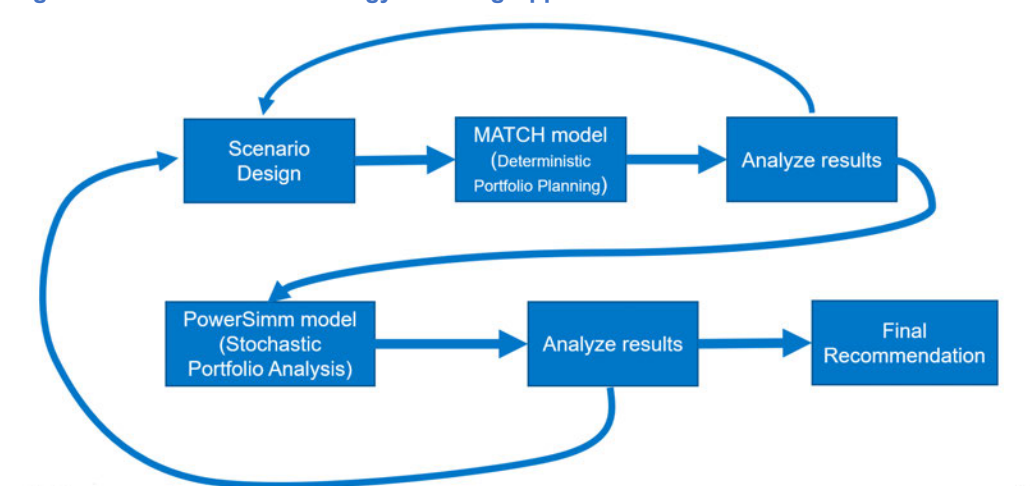 Scenario
Design
MATCH model
(Deterministic
Portfolio Planning)
Analyze results
PowerSimm model
(Stochastic
Portfolio Analysis)
Analyze results
Final
Recommendation